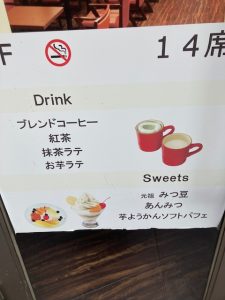 F
14席
Drink
ブレンドコーヒー
紅茶
抹茶ラテ
お芋ラテ
Sweets
元祖 みつ豆
あんみつ
芋ようかんソフトパフェ